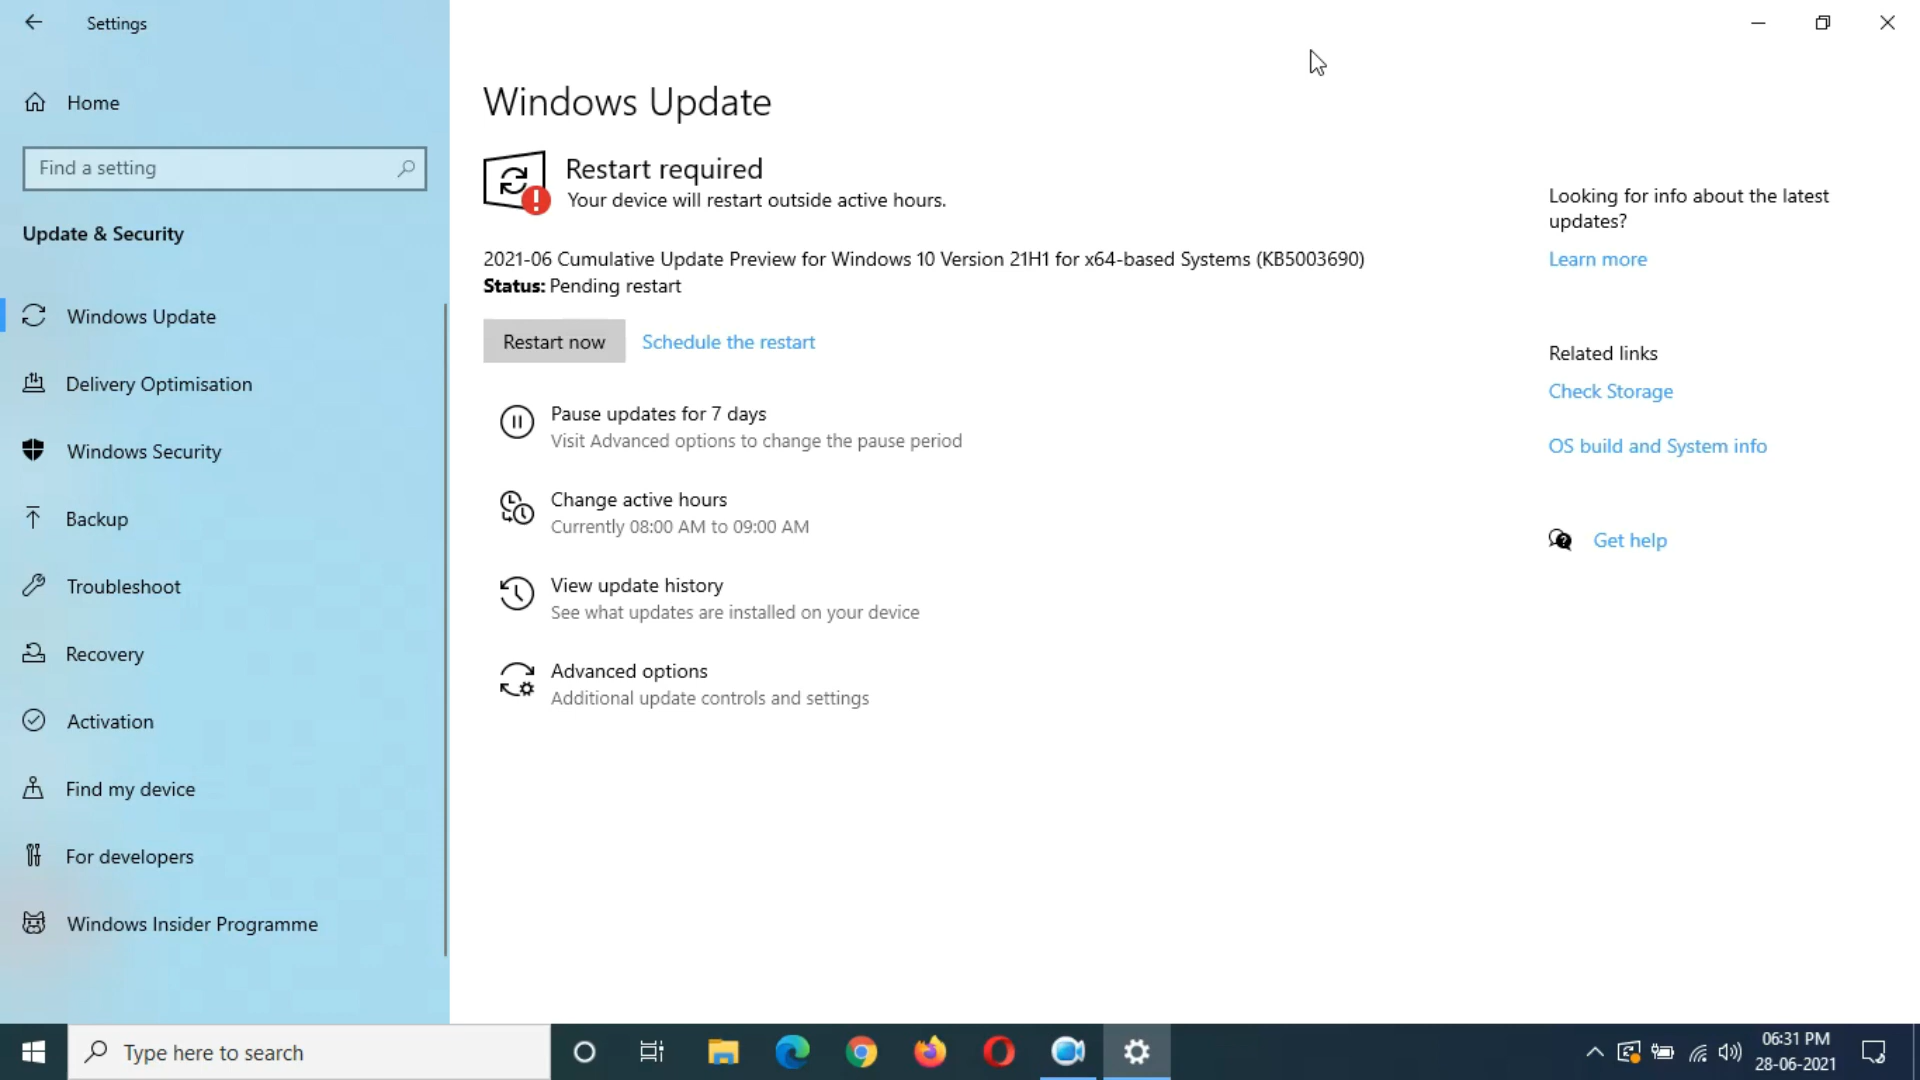 Settings
Home
Find a setting
Update & Security
Windows Update
Delivery Optimisation
Windows Security
Backup
Troubleshoot
Recovery
Activation
Find my device
For developers
Windows Insider Programme
Windows Update
Restart required
Your device will restart outside active hours.
2021-06 Cumulative Update Preview for Windows 10 Version 21H1 for x64-based Systems (KB5003690)
Status: Pending restart
Restart now
Schedule the restart
Pause updates for 7 days
Visit Advanced options to change the pause period
Change active hours
Currently 08:00 AM to 09:00 AM
View update history
See what updates are installed on your device
Advanced options
Additional update controls and settings
Looking for info about the latest
updates?
Learn more
Related links
Check Storage
OS build and System info
Get help
Type here to search
06:31 PM
28-06-2021